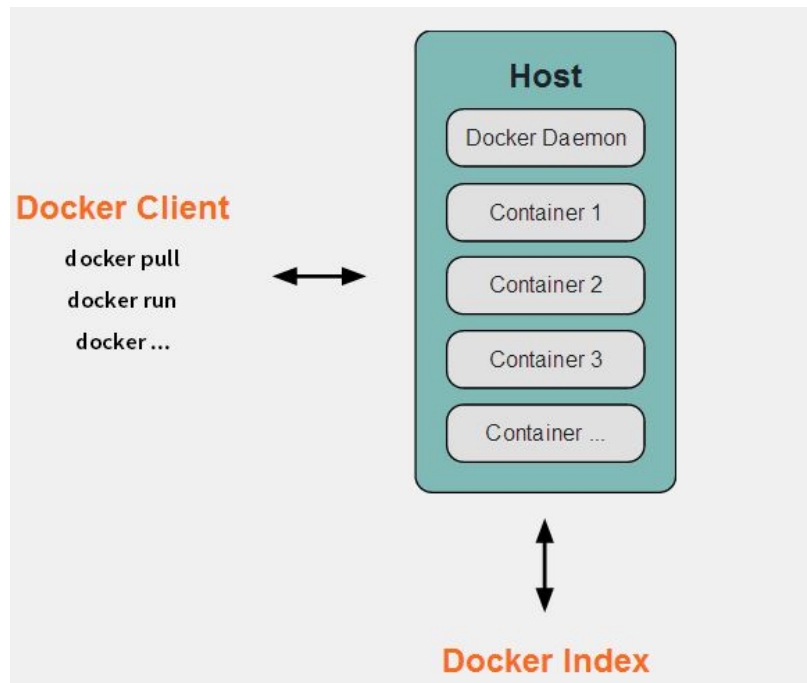 Host
Docker Daemon
Container 1
Container 2
Container 3
Container ...
Docker Client
docker pull
docker run
docker ...
Docker Index